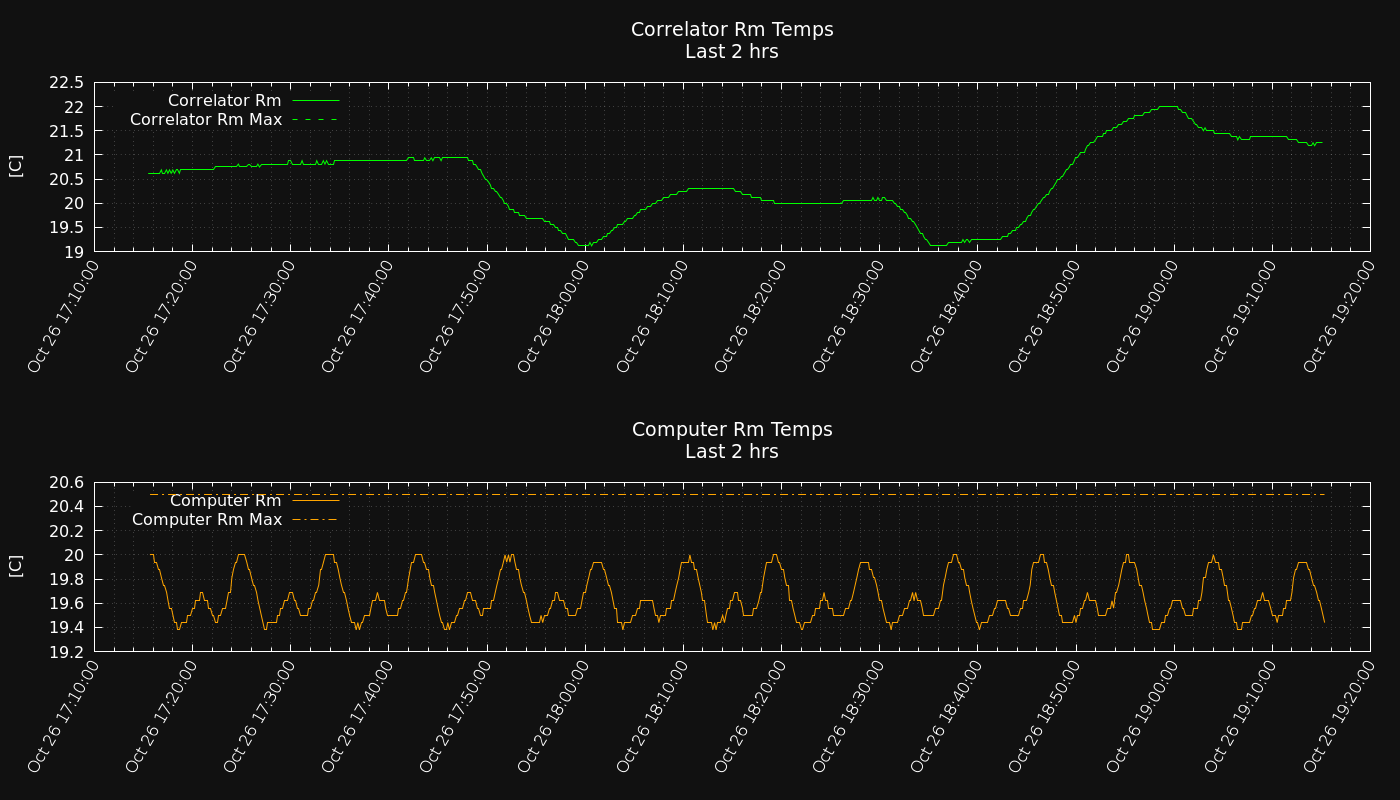 Correlator Rm Temps
Last 2 hrs
22.5
22
21.5
21
20.5
20
19.5
19
[C]
Correlator Rm
Correlator Rm Max
Oct 26 17:10:00
Oct 26 17:20:00
Oct 26 17:30:00
Oct 26 17:40:00
Oct 26 17:50:00
Oct 26 18:00:00
Oct 26 18:10:00
Oct 26 18:20:00
Oct 26 18:30:00
Oct 26 18:40:00
Oct 26 18:50:00
Oct 26 19:00:00
Oct 26 19:10:00
Oct 26 19:20:00
Computer Rm Temps
Last 2 hrs
20.6
20.4
20.2
20
19.8
19.6
19.4
19.2
[C]
Computer Rm
Computer Rm Max
Oct 26 17:10:00
Oct 26 17:20:00
Oct 26 17:30:00
Oct 26 17:40:00
Oct 26 17:50:00
Oct 26 18:00:00
Oct 26 18:10:00
Oct 26 18:20:00
Oct 26 18:30:00
Oct 26 18:40:00
Oct 26 18:50:00
Oct 26 19:00:00
Oct 26 19:10:00
Oct 26 19:20:00